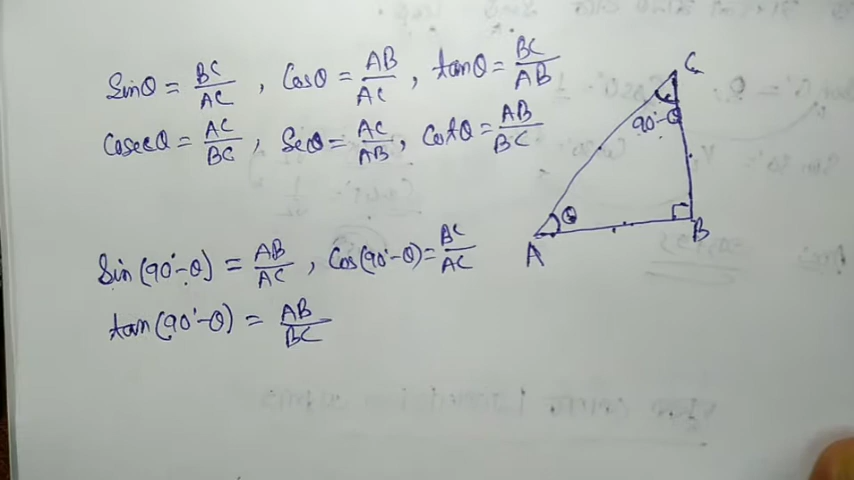 Sinθ = BC/AC , Cosθ = AB/AC , tanθ = BC/AB
Cosecθ = AC/BC , Secθ = AC/AB , Cotθ = AB/BC
C
90°-θ
θ
A
B
Sin(90°-θ) = AB/AC , Cos(90°-θ) = BC/AC
tan(90°-θ) = AB/BC